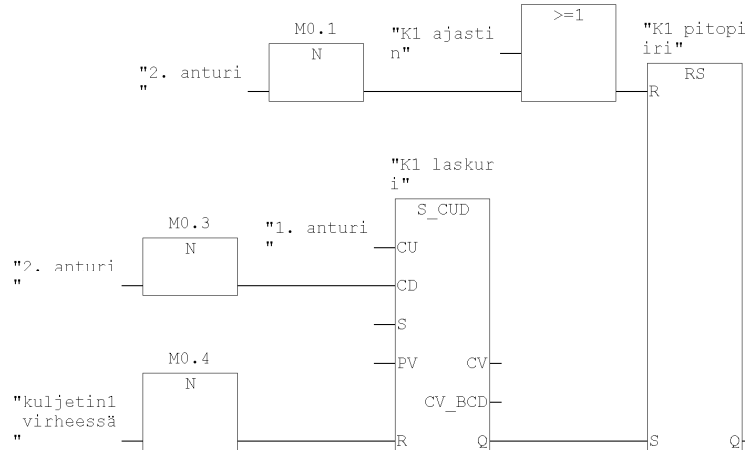 >=1
M0.1
"K1 ajasti
n"
"K1 pitopi
iri"
N
RS
"2. anturi
"
R
"K1 laskur
i"
S_CUD
M0.3
"1. anturi
"
N
CU
"2. anturi
"
CD
S
M0.4
PV
CV
N
"kuljetin1
virheessä
"
CV_BCD
R
Q
S
Q